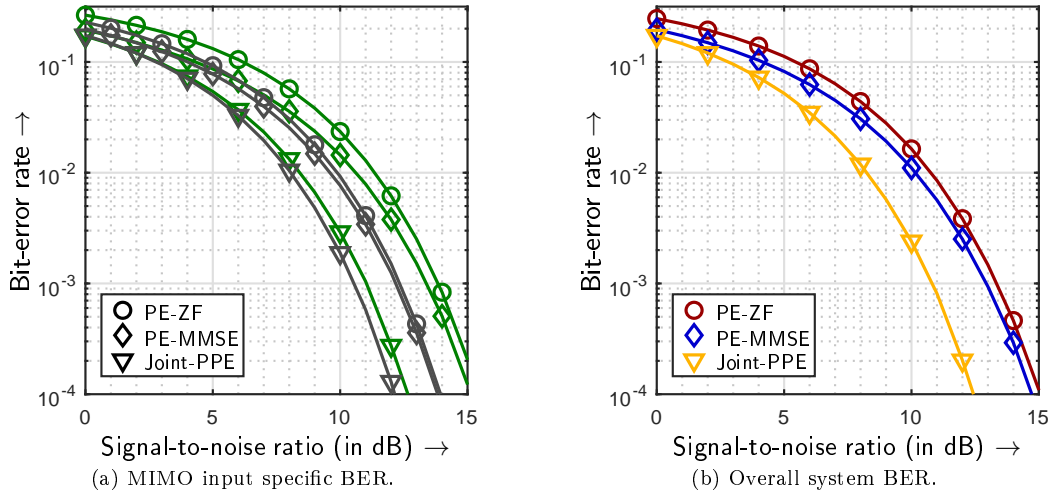 10^-1
10^-2
10^-3
10^-4
Bit-error rate →
PE-ZF
PE-MMSE
Joint-PPE
0 5 10 15
Signal-to-noise ratio (in dB) →
(a) MIMO input specific BER.
10^-1
10^-2
10^-3
10^-4
Bit-error rate →
PE-ZF
PE-MMSE
Joint-PPE
0 5 10 15
Signal-to-noise ratio (in dB) →
(b) Overall system BER.